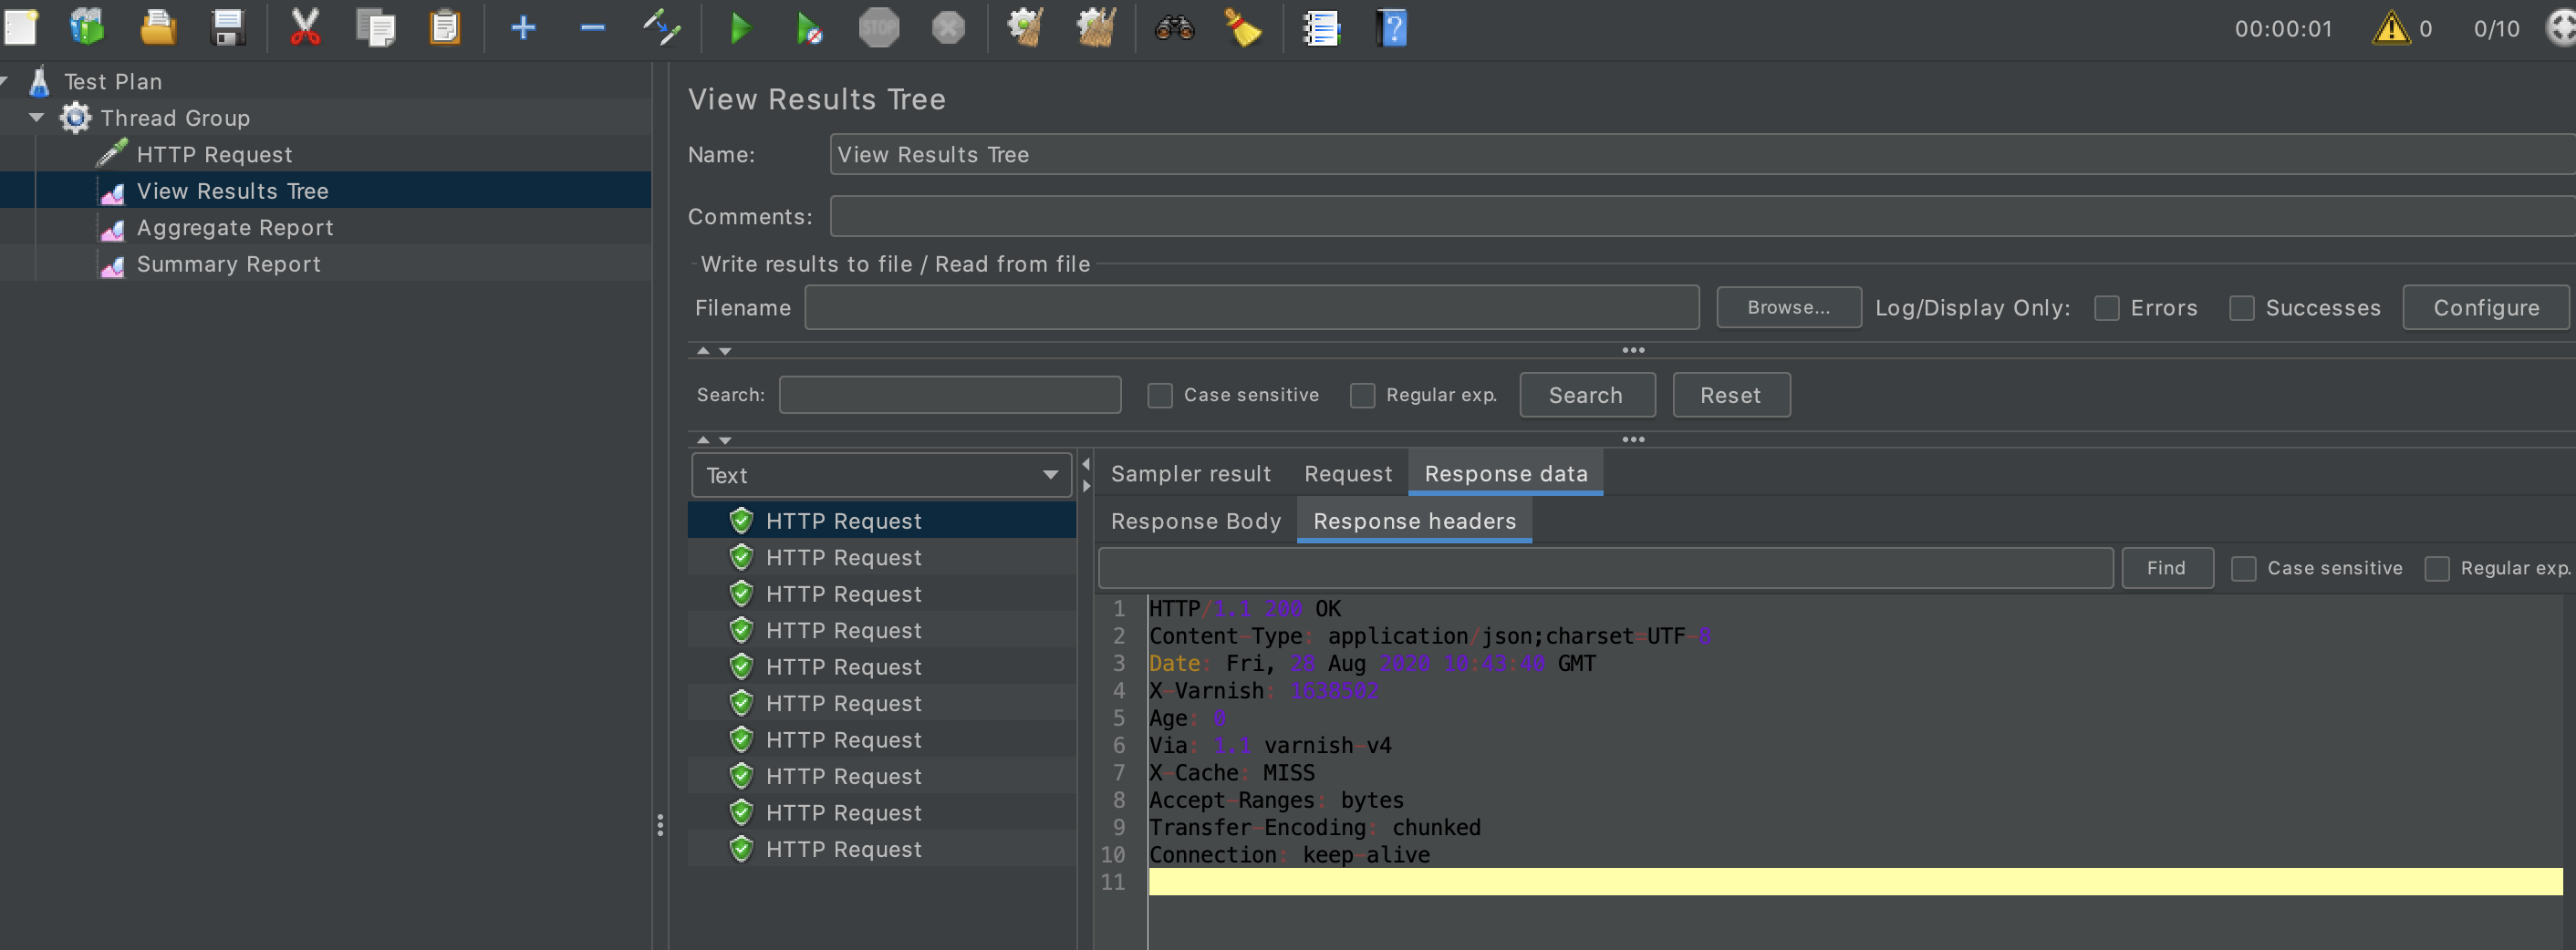 STOP
00:00:01
0
0/10
Test Plan
Thread Group
HTTP Request
View Results Tree
Aggregate Report
Summary Report
View Results Tree
Name: View Results Tree
Comments:
Write results to file / Read from file
Filename Browse... Log/Display Only: Errors Successes Configure
Search: Case sensitive Regular exp. Search Reset
Text
HTTP Request
HTTP Request
HTTP Request
HTTP Request
HTTP Request
HTTP Request
HTTP Request
HTTP Request
HTTP Request
HTTP Request
Sampler result Request Response data
Response Body Response headers
Find Case sensitive Regular exp.
1 HTTP/1.1 200 OK
2 Content-Type: application/json;charset=UTF-8
3 Date: Fri, 28 Aug 2020 10:43:40 GMT
4 X-Varnish: 1638502
5 Age: 0
6 Via: 1.1 varnish-v4
7 X-Cache: MISS
8 Accept-Ranges: bytes
9 Transfer-Encoding: chunked
10 Connection: keep-alive
11